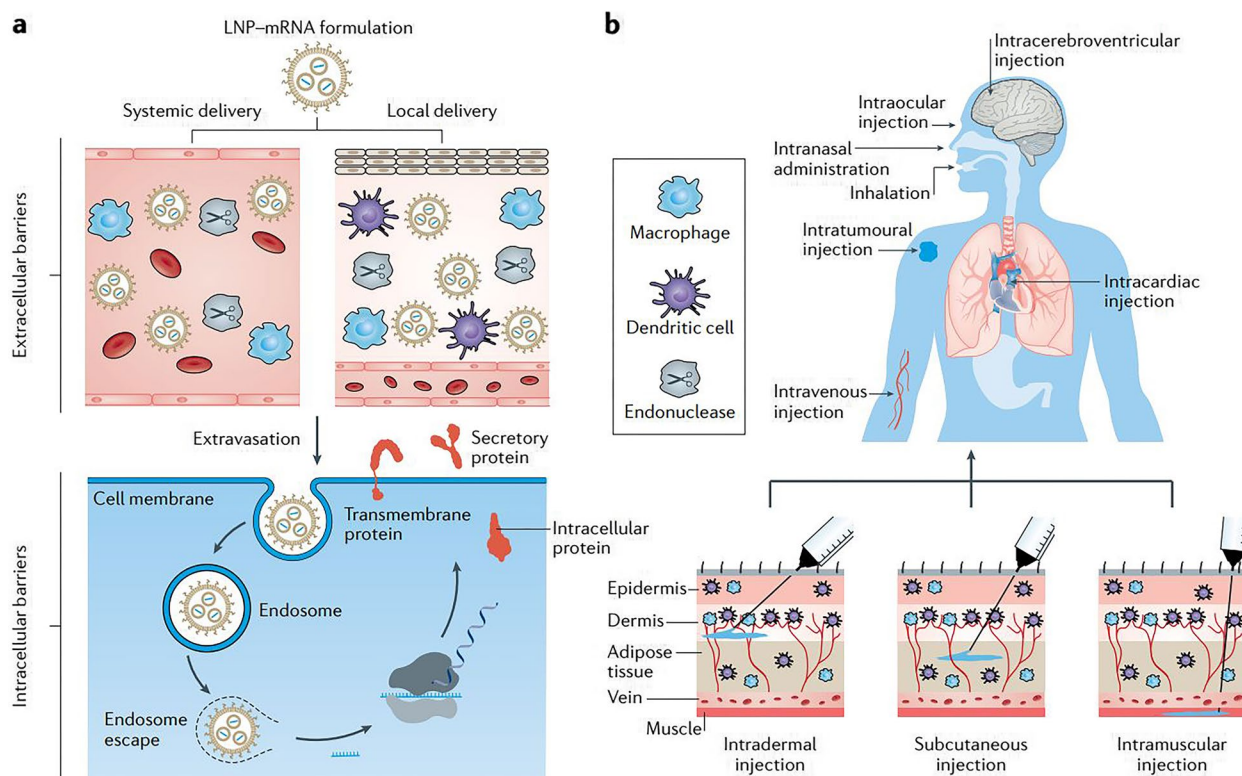 a
LNP–mRNA formulation
Systemic delivery
Local delivery
Extracellular barriers
Extravasation
Secretory
protein
Cell membrane
Transmembrane
protein
Intracellular
protein
Endosome
Endosome
escape
Intracellular barriers
b
Intracerebroventricular
injection
Intraocular
injection
Intranasal
administration
Inhalation
Intratumoural
injection
Intracardiac
injection
Intravenous
injection
Macrophage
Dendritic cell
Endonuclease
Epidermis
Dermis
Adipose
tissue
Vein
Muscle
Intradermal
injection
Subcutaneous
injection
Intramuscular
injection